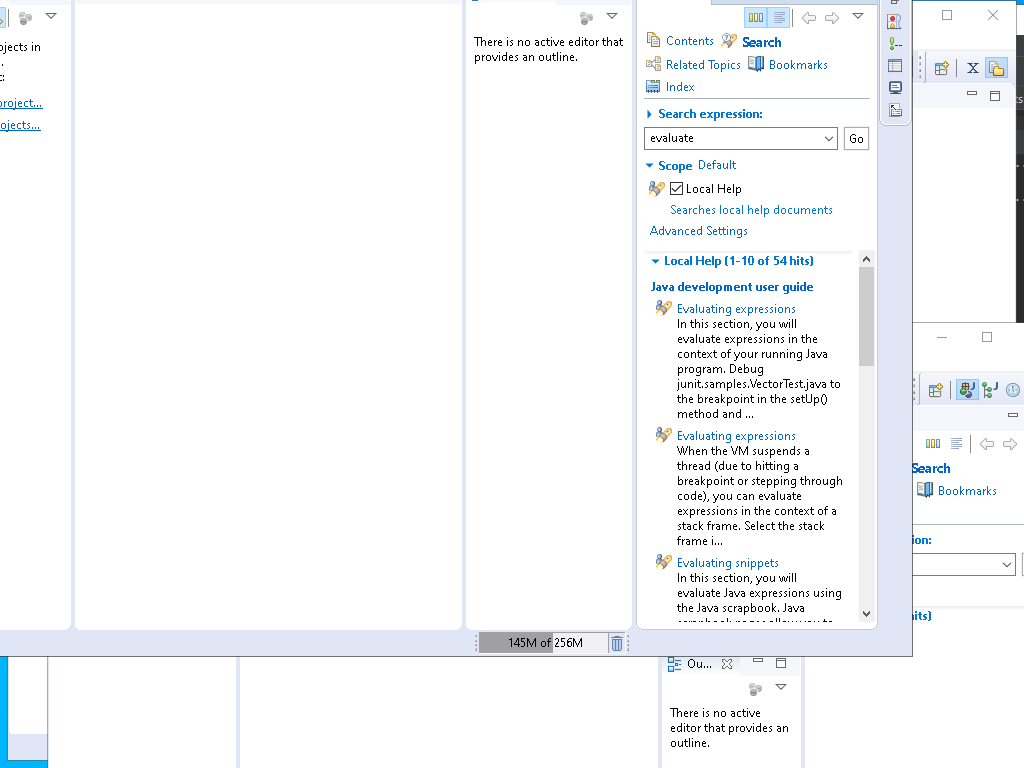 ojects in
project...
ojects...
There is no active editor that
provides an outline.
Contents
Search
Related Topics
Bookmarks
Index
Search expression:
evaluate
Go
Scope
Default
Local Help
Searches local help documents
Advanced Settings
Local Help (1-10 of 54 hits)
Java development user guide
Evaluating expressions
In this section, you will
evaluate expressions in the
context of your running Java
program. Debug
junit.samples.VectorTest.java to
the breakpoint in the setUp()
method and ...
Evaluating expressions
When the VM suspends a
thread (due to hitting a
breakpoint or stepping through
code), you can evaluate
expressions in the context of a
stack frame. Select the stack
frame i...
Evaluating snippets
In this section, you will
evaluate Java expressions using
the Java scrapbook. Java
145M of 256M
Search
Bookmarks
ion:
its)
Ou...
There is no active
editor that provides an
outline.